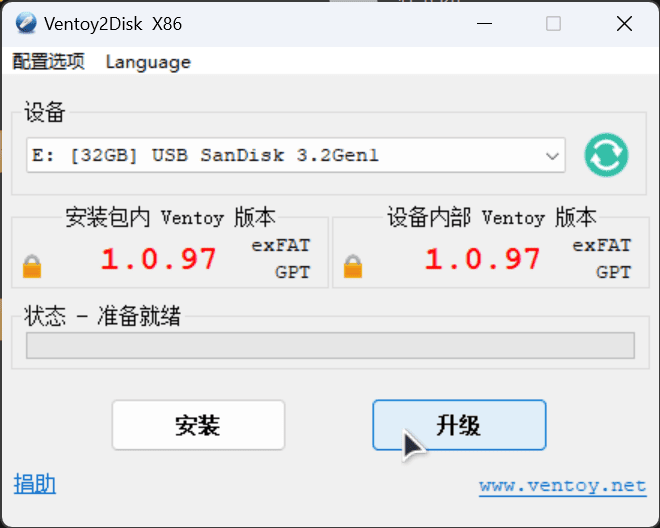 Ventoy2Disk X86
配置选项 Language
设备
E: [32GB] USB SanDisk 3.2Gen1
安装包内 Ventoy 版本
1.0.97
exFAT
GPT
设备内部 Ventoy 版本
1.0.97
exFAT
GPT
状态 - 准备就绪
安装
升级
捐助
www.ventoy.net